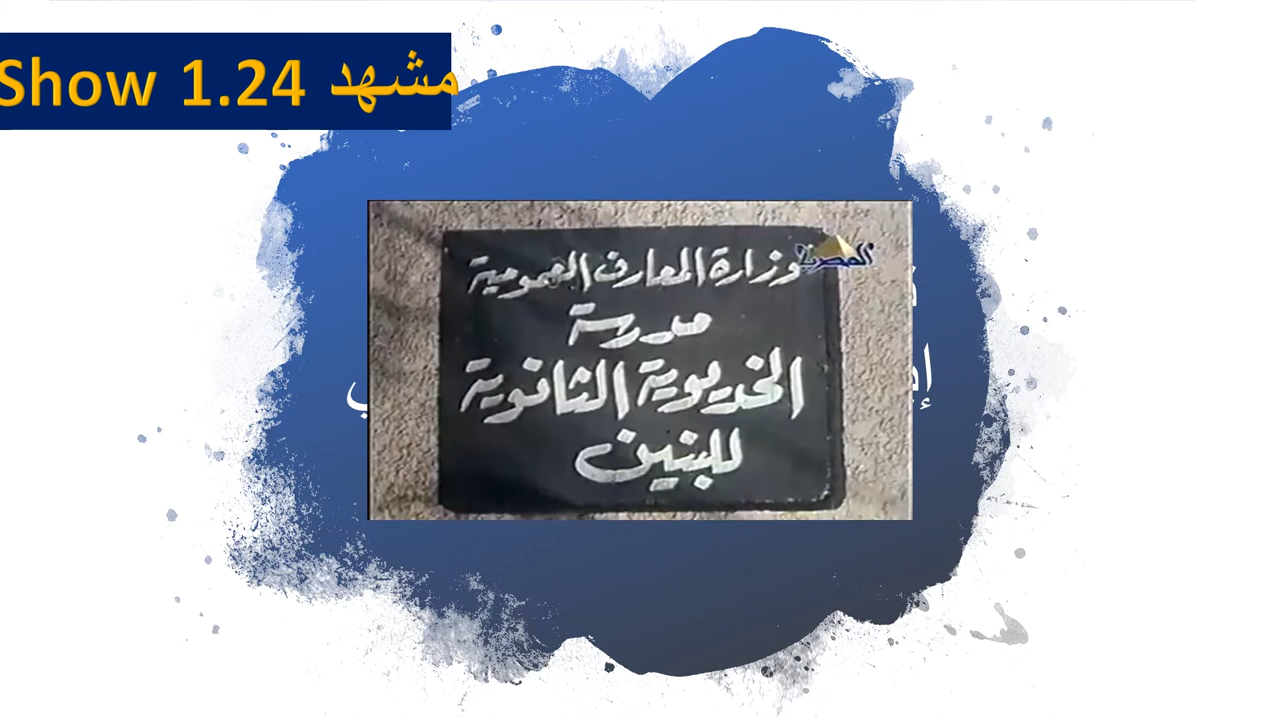 مشهد Show 1.24
المصرية
وزارة المعارف العمومية
مدرسة
الخديوية الثانوية
للبنين